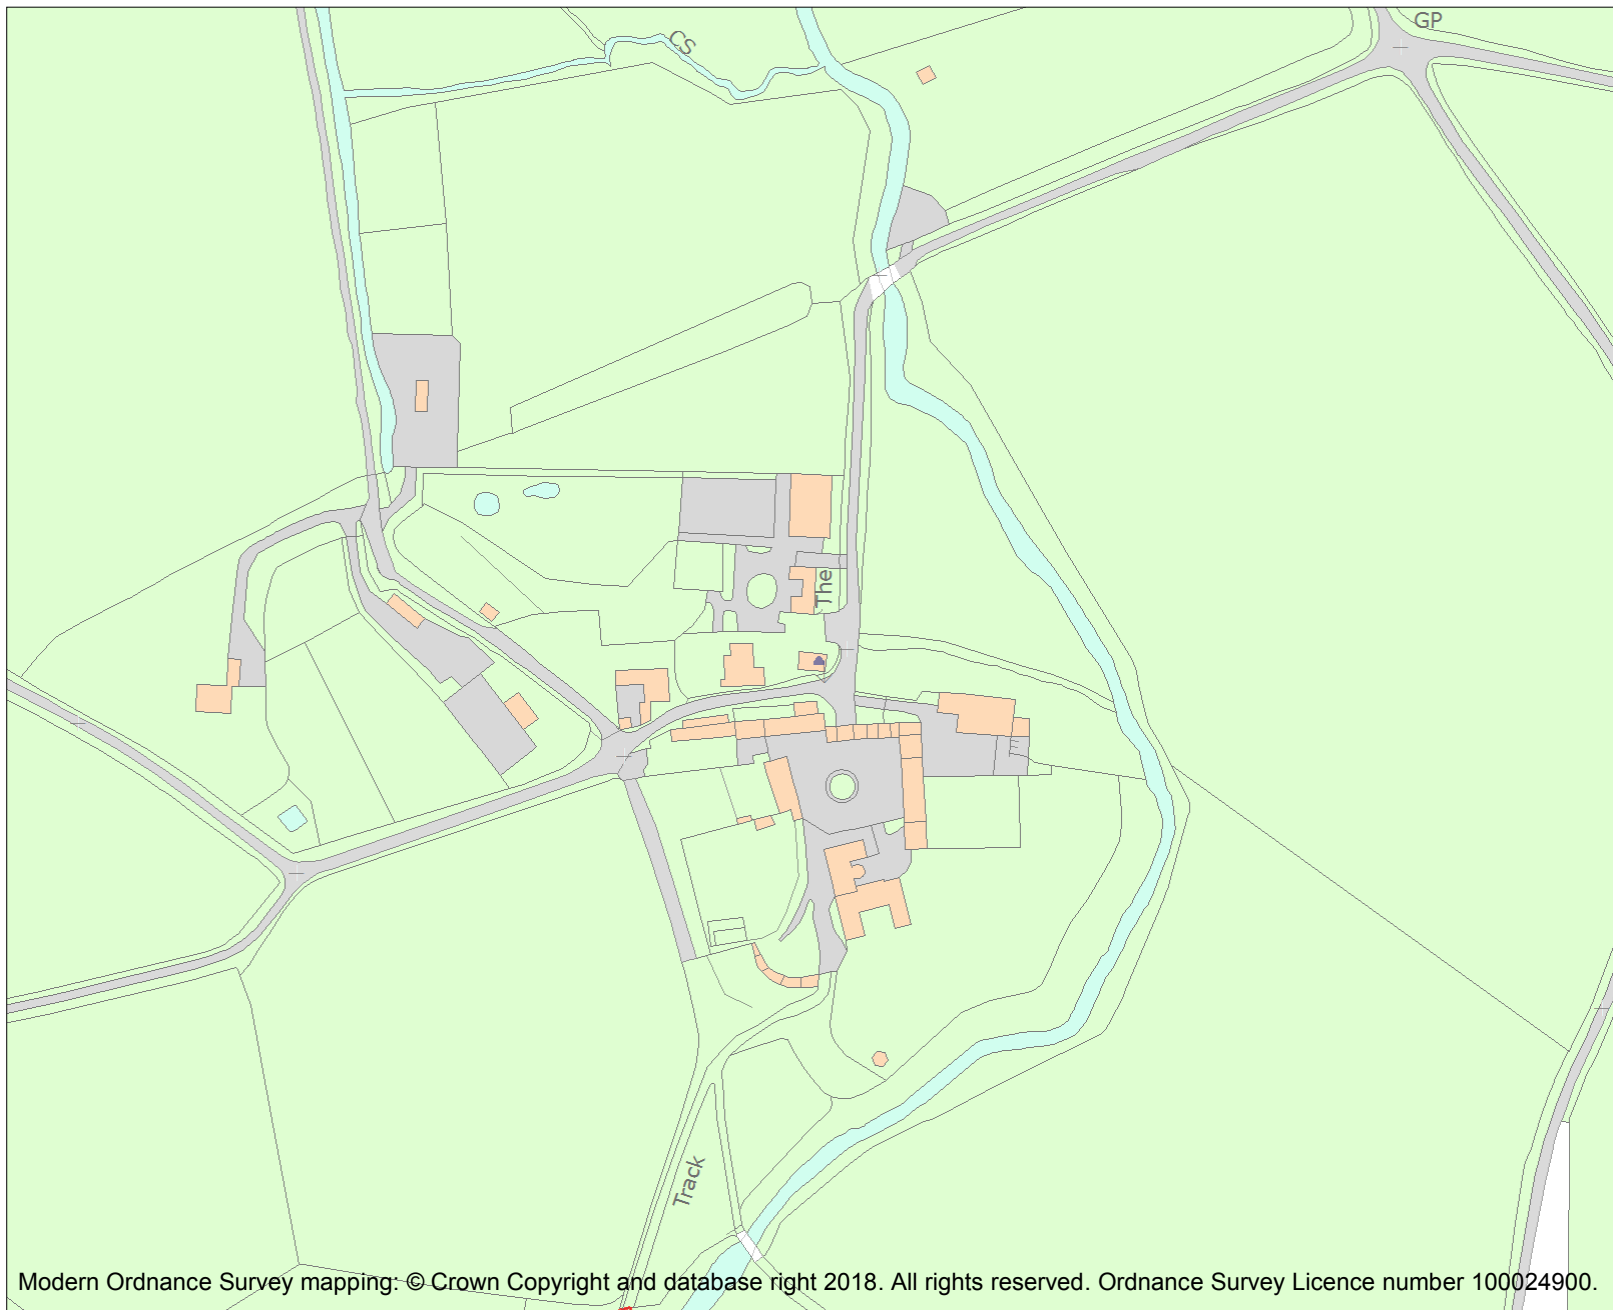 GP
CS
The
Track
Modern Ordnance Survey mapping: © Crown Copyright and database right 2018. All rights reserved. Ordnance Survey Licence number 100024900.